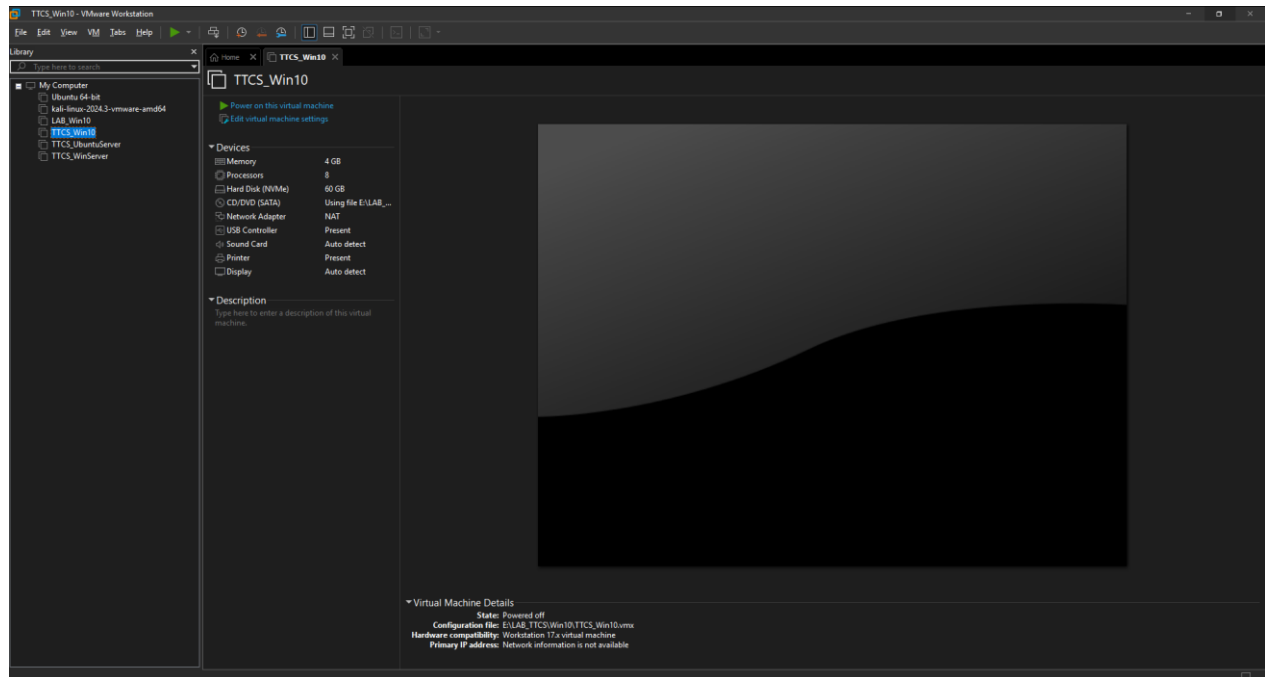 TTCS_Win10 - VMware Workstation
File Edit View VM Tabs Help
Library
Type here to search
My Computer
Ubuntu 64-bit
kali-linux-2024.3-vmware-amd64
LAB_Win10
TTCS_Win10
TTCS_UbuntuServer
TTCS_WinServer
Home TTCS_Win10
TTCS_Win10
Power on this virtual machine
Edit virtual machine settings
Devices
Memory 4 GB
Processors 8
Hard Disk (NVMe) 60 GB
CD/DVD (SATA) Using file E:\LAB_...
Network Adapter NAT
USB Controller Present
Sound Card Auto detect
Printer Present
Display Auto detect
Description
Type here to enter a description of this virtual
machine.
Virtual Machine Details
State: Powered off
Configuration file: E:\LAB_TTCS\Win10\TTCS_Win10.vmx
Hardware compatibility: Workstation 17.x virtual machine
Primary IP address: Network information is not available